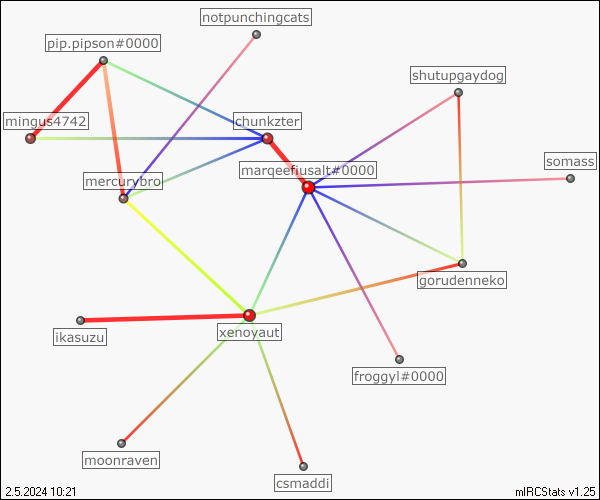 notpunchingcats
pip.pipson#0000
shutupgaydog
mingus4742
chunkzter
somass
marqeefiusalt#0000
mercurybro
gorudenneko
xenoyaut
ikasuzu
froggyl#0000
moonraven
csmaddi
2.5.2024 10:21
mIRCStats v1.25